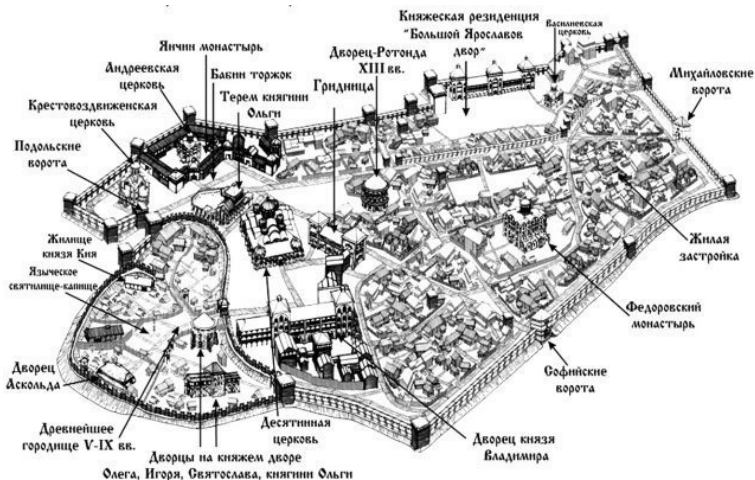 Княжеская резиденция
"Большой Ярославов
двор"
Василиевская
церковь
Дворец-Ротонда
XIII вв.
Янчин монастырь
Андреевская
церковь
Бабин торжок
Гридница
Михайловские
ворота
Терем княгини
Ольги
Крестовоздвиженская
церковь
Подольские
ворота
Жилище
князя Кия
Языческое
святилище-капище
Жилая
застройка
Федоровский
монастырь
Софийские
ворота
Дворец
Аскольда
Древнейшее
городище V-IX вв.
Десятинная
церковь
Дворец князя
Владимира
Дворцы на княжем дворе
Олега, Игоря, Святослава, княгини Ольги